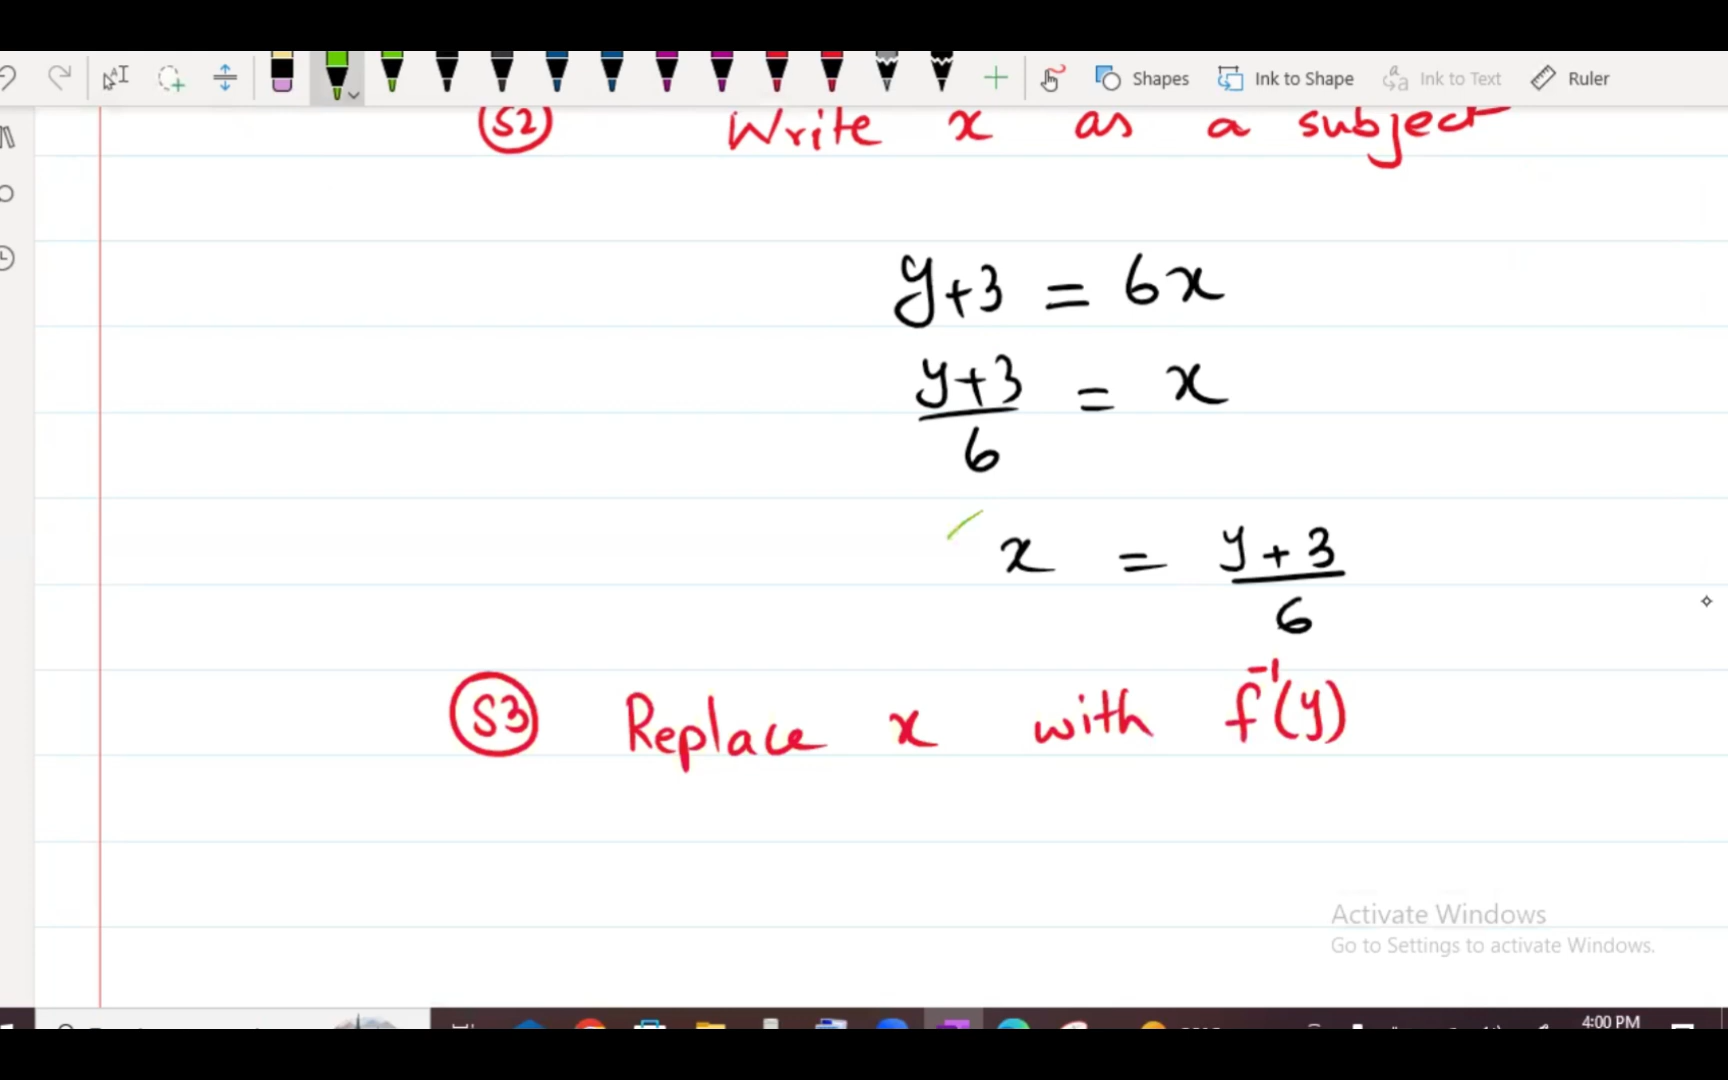 Shapes Ink to Shape Ink to Text Ruler
S2 Write x as a subject
y+3 = 6x
y+3/6 = x
x = y+3/6
S3 Replace x with f⁻¹(y)
Activate Windows
Go to Settings to activate Windows.
4:00 PM